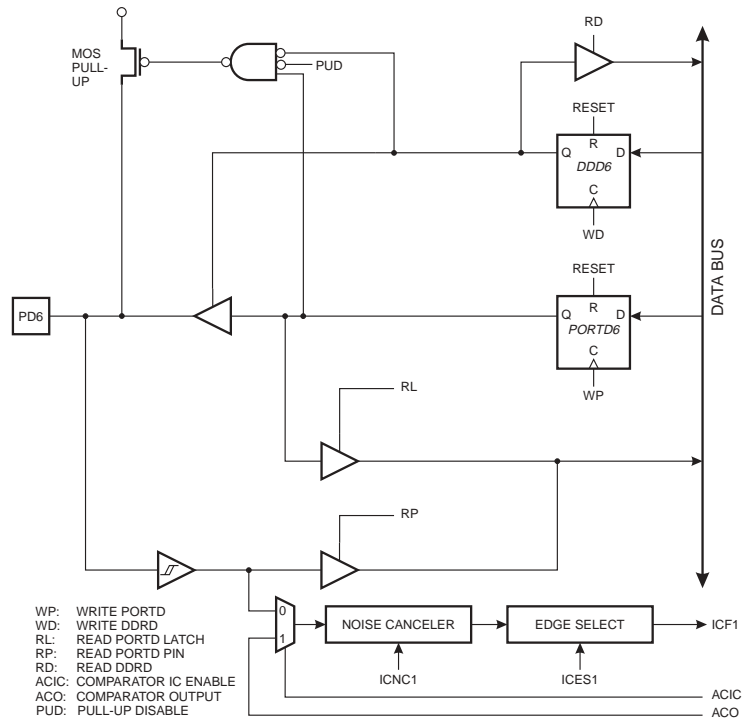 RD
MOS
PULL-
UP
PUD
RESET
R
Q
D
DDD6
C
WD
DATA BUS
RESET
R
PD6
Q
D
PORTD6
C
WP
RL
RP
0
1
NOISE CANCELER
EDGE SELECT
ICF1
ICNC1
ICES1
ACIC
ACO
WP: WRITE PORTD
WD: WRITE DDRD
RL: READ PORTD LATCH
RP: READ PORTD PIN
RD: READ DDRD
ACIC: COMPARATOR IC ENABLE
ACO: COMPARATOR OUTPUT
PUD: PULL-UP DISABLE